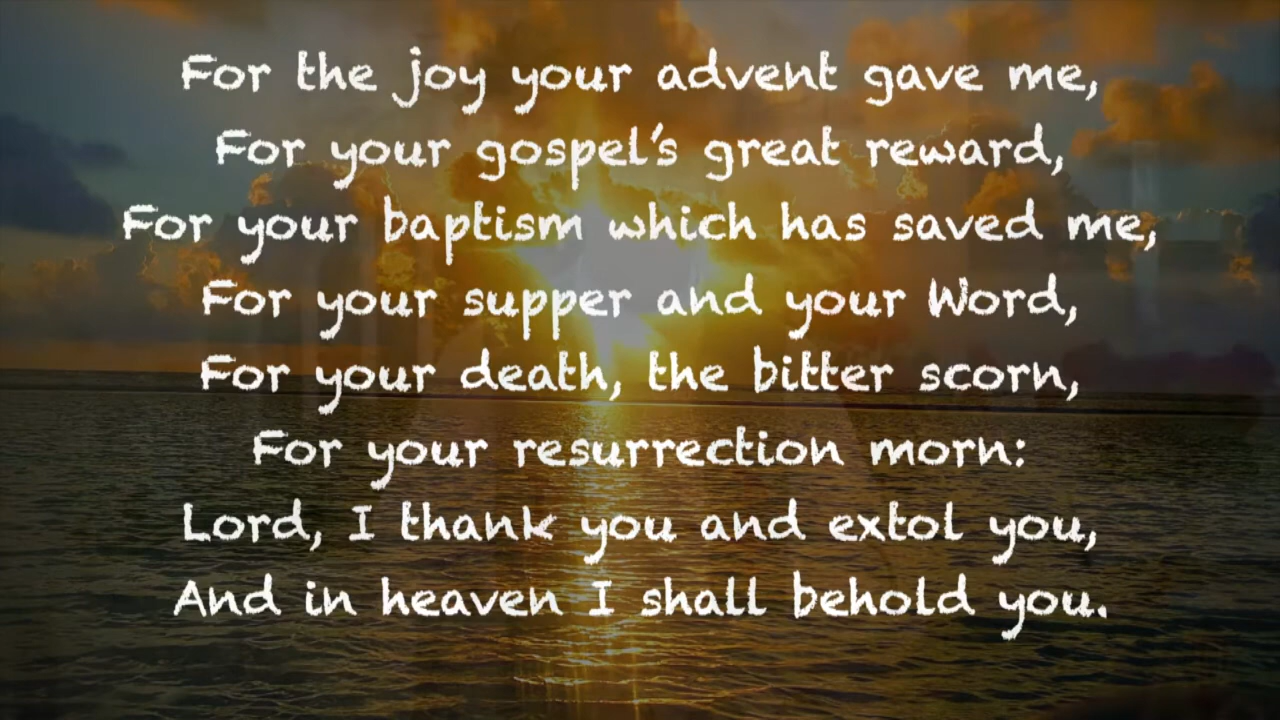 For the joy your advent gave me,
For your gospel's great reward,
For your baptism which has saved me,
For your supper and your Word,
For your death, the bitter scorn,
For your resurrection morn:
Lord, I thank you and extol you,
And in heaven I shall behold you.